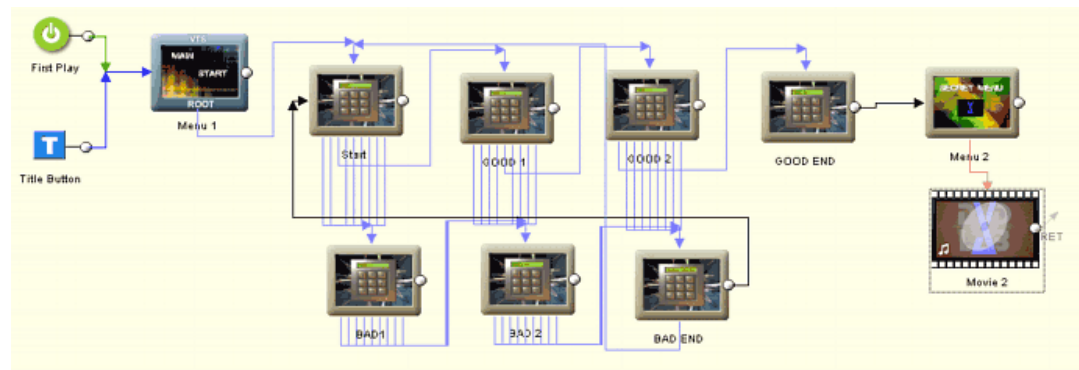 First Play
VTS
MAIN
START
ROOT
Menu 1
T
Title Button
Start
GOOD 1
GOOD 2
GOOD END
SECRET MENU
X
Menu 2
BAD1
BAD 2
BAD END
RET
Movie 2